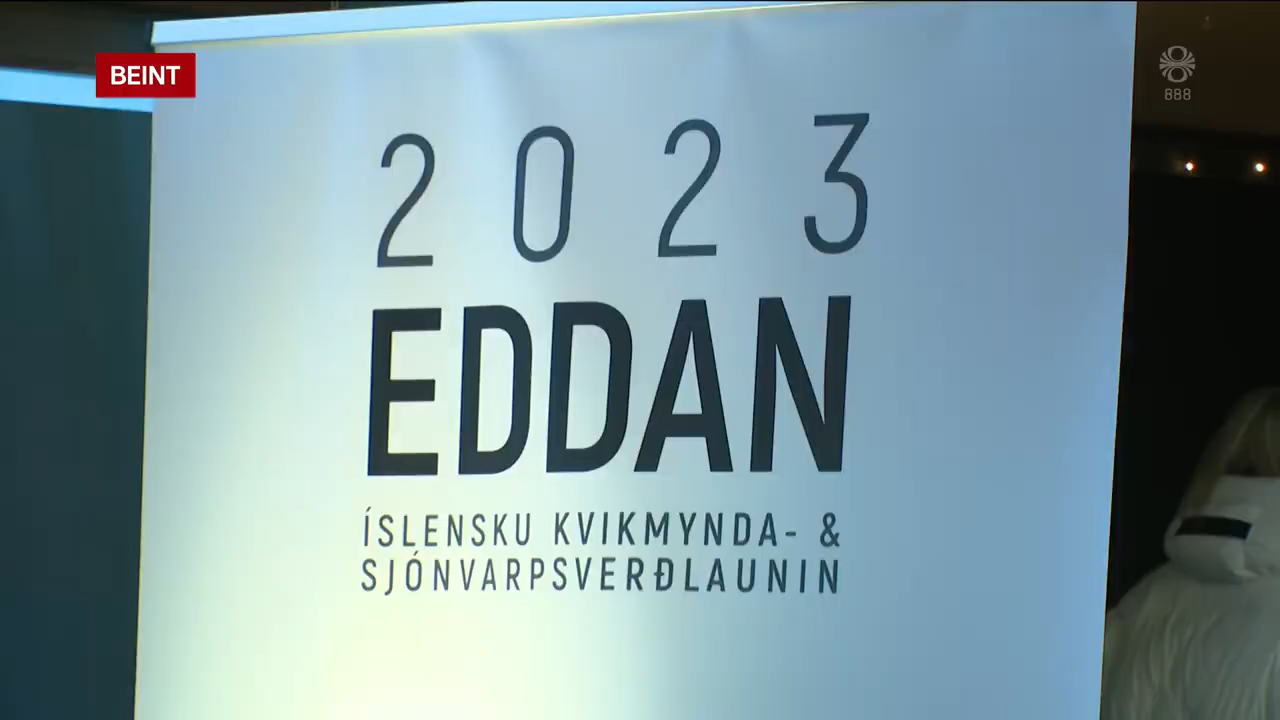 BEINT
888
2023
EDDAN
ÍSLENSKU KVIKMYNDA- &
SJÓNVARPSVERÐLAUNIN